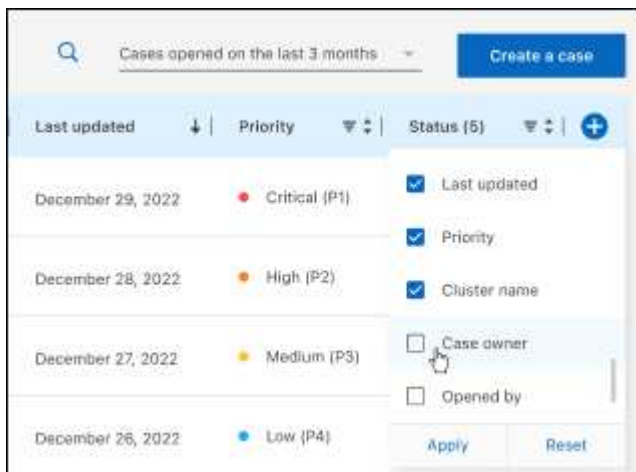 Cases opened on the last 3 months
Create a case
Last updated
Priority
Status (5)
December 29, 2022
Critical (P1)
Last updated
Priority
December 28, 2022
High (P2)
Cluster name
Case owner
December 27, 2022
Medium (P3)
Opened by
December 26, 2022
Low (P4)
Apply
Reset